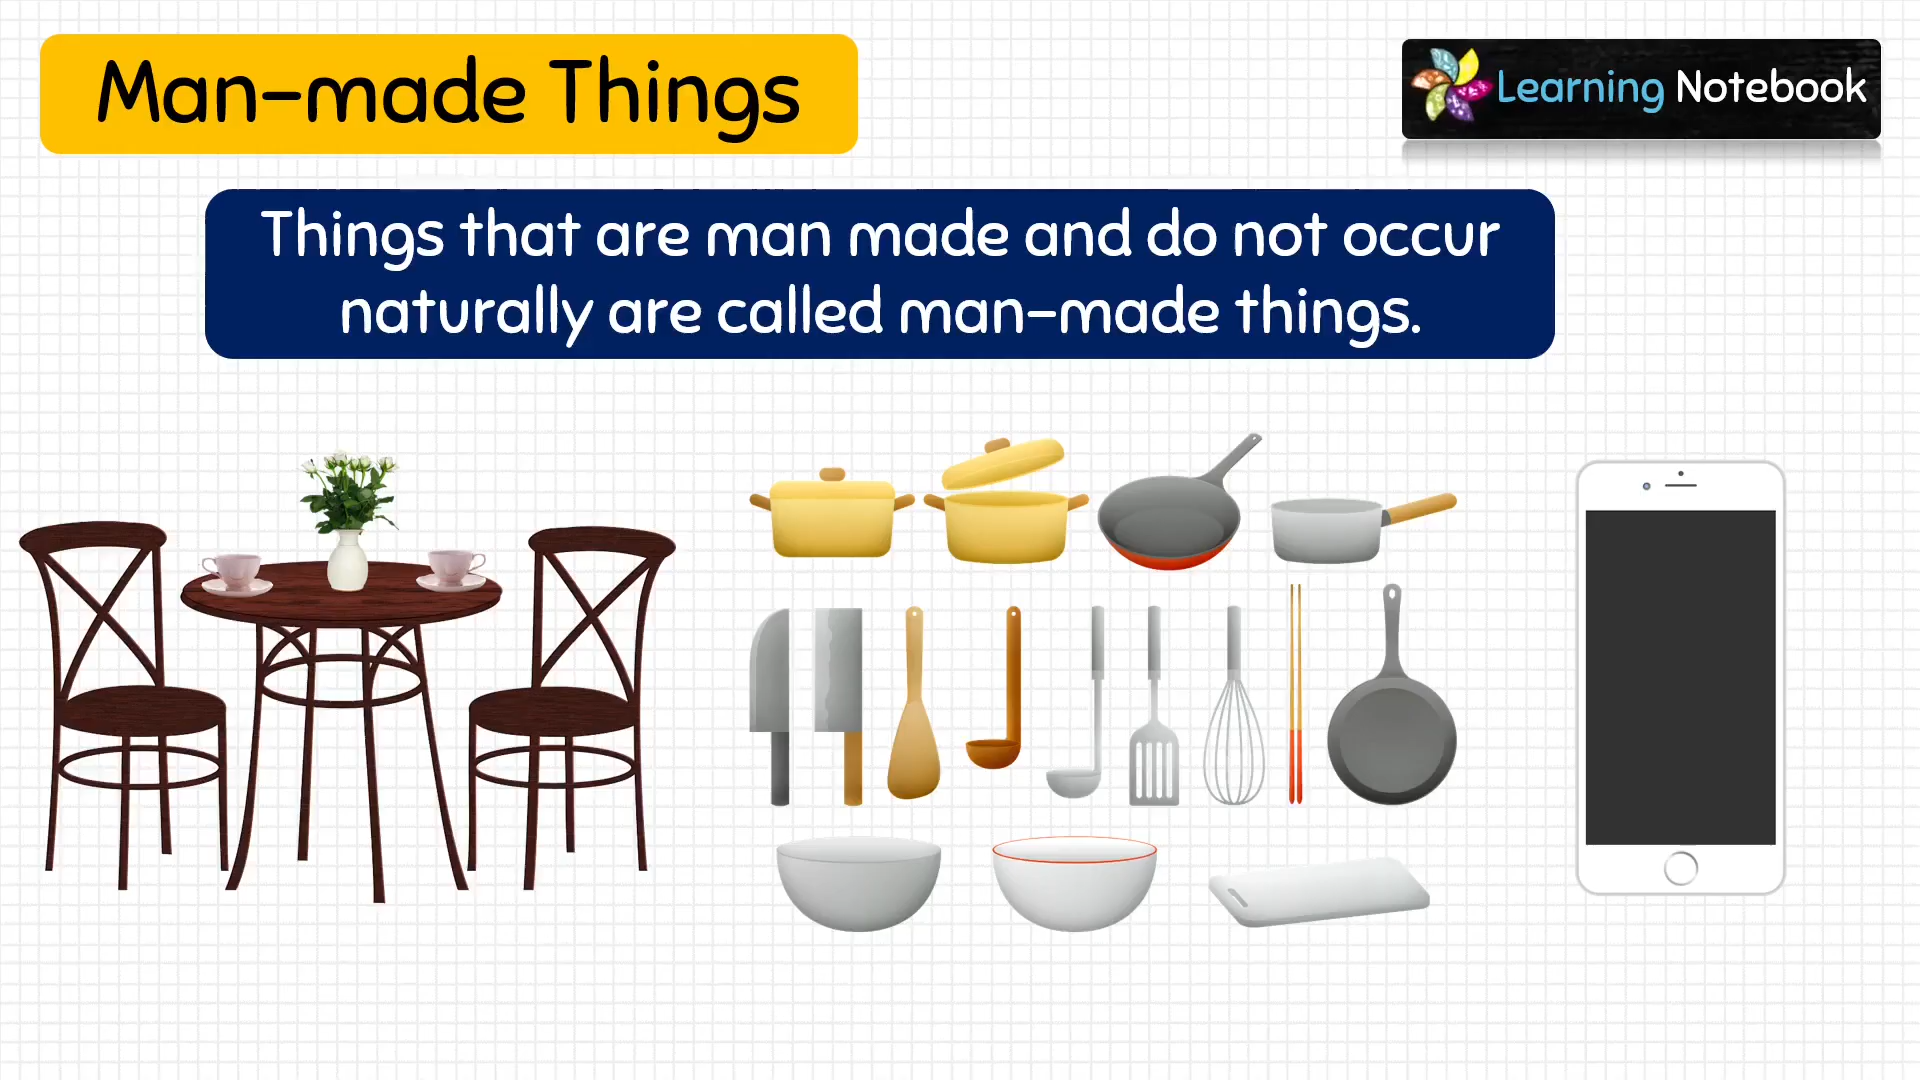 Man-made Things
Learning Notebook
Things that are man made and do not occur
naturally are called man-made things.